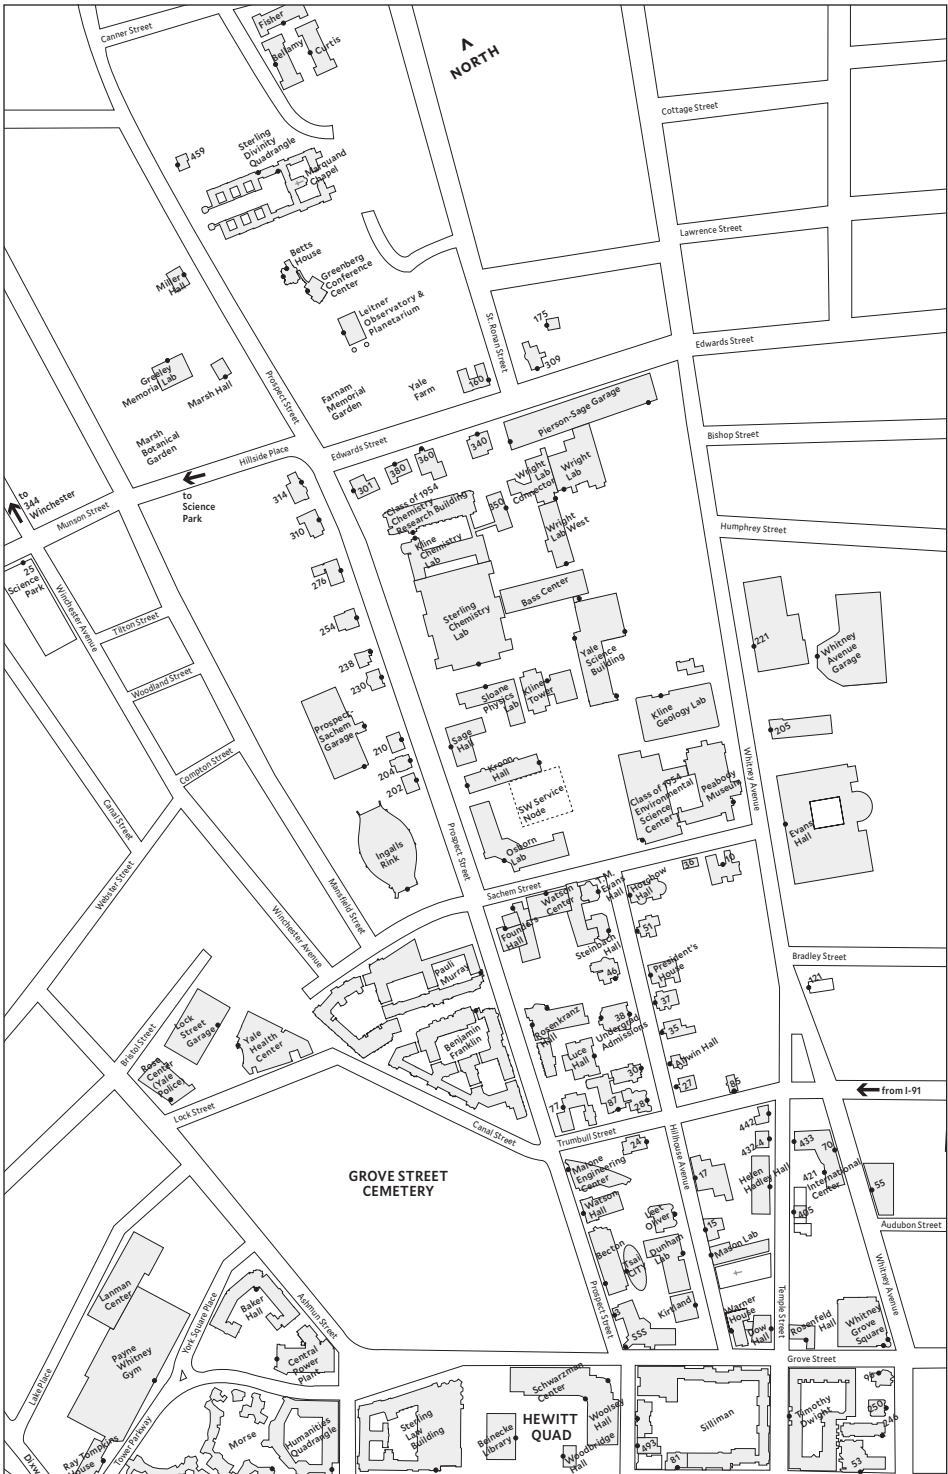 Canner Street
Fisher
Bellamy
Curtis
NORTH
Cottage Street
459
Sterling
Divinity
Quadrangle
Marquand
Chapel
Lawrence Street
Betts
House
Greenberg
Conference
Center
Miller
Hall
Leitner
Observatory &
Planetarium
St. Ronan Street
175
309
Edwards Street
Greeley
Memorial Lab
Marsh Hall
Prospect Street
Farnam
Memorial
Garden
Yale
Farm
160
Pierson-Sage Garage
Marsh
Botanical
Garden
Edwards Street
Bishop Street
Hillside Place
to
Science
Park
to
344
Winchester
Munson Street
340
360
380
301
314
310
Class of 1954
Chemistry
Research Building
350
Wright
Lab
Connector
Wright
Lab
Wright
Lab West
Kline
Chemistry
Lab
Humphrey Street
25
Science
Park
Winchester Avenue
276
Tilton Street
254
Sterling
Chemistry
Lab
Bass Center
Yale
Science
Building
221
Whitney
Avenue
Garage
Woodland Street
238
230
Prospect-
Sachem
Garage
Sloane
Physics
Lab
Kline
Tower
Kline
Geology Lab
205
Sage
Hall
210
204
202
Kroon
Hall
SW Service
Node
Class of 1954
Environmental
Science
Center
Peabody
Museum
Whitney Avenue
Compton Street
Canal Street
Evans
Hall
Ingalls
Rink
Prospect Street
Osborn
Lab
Webster Street
Winchester Avenue
Mansfield Street
Sachem Street
Watson
Center
T.M.
Evans
Hall
Horchow
Hall
56
10
Founders
Hall
Steinbach
Hall
51
46
President's
House
Bradley Street
121
Pauli
Murray
37
Rosenkranz
Hall
38
Undergrad
Admissions
35
Lock
Street
Garage
Yale
Health
Center
Benjamin
Franklin
Luce
Hall
Edwin Hall
Bristol Street
Rose
Center
(Yale
Police)
30
27
85
from I-91
77
87
28
Lock Street
Canal Street
Trumbull Street
24
Hillhouse Avenue
442
432-4
433
70
421
International
Center
GROVE STREET
CEMETERY
Malone
Engineering
Center
17
Helen
Hadley Hall
55
Watson
Hall
Leet
Oliver
15
405
Audubon Street
Becton
Tsai
CITY
Dunham
Lab
Mason Lab
Lanman
Center
Baker
Hall
Ashmun Street
York Square Place
Prospect Street
Kirtland
Warner
House
Dow
Hall
Temple Street
Rosenfeld
Hall
Whitney
Grove
Square
Whitney Avenue
SSS
Payne
Whitney
Gym
Central
Power
Plant
Grove Street
Lake Place
Schwarzman
Center
HEWITT
QUAD
Woolsey
Hall
Silliman
Timothy
Dwight
Tower Parkway
Morse
Humanities
Quadrangle
Sterling
Law
Building
Beinecke
Library
Woodbridge
Hall
493
81
250
246
53
Ray Tompkins
House
Dixw